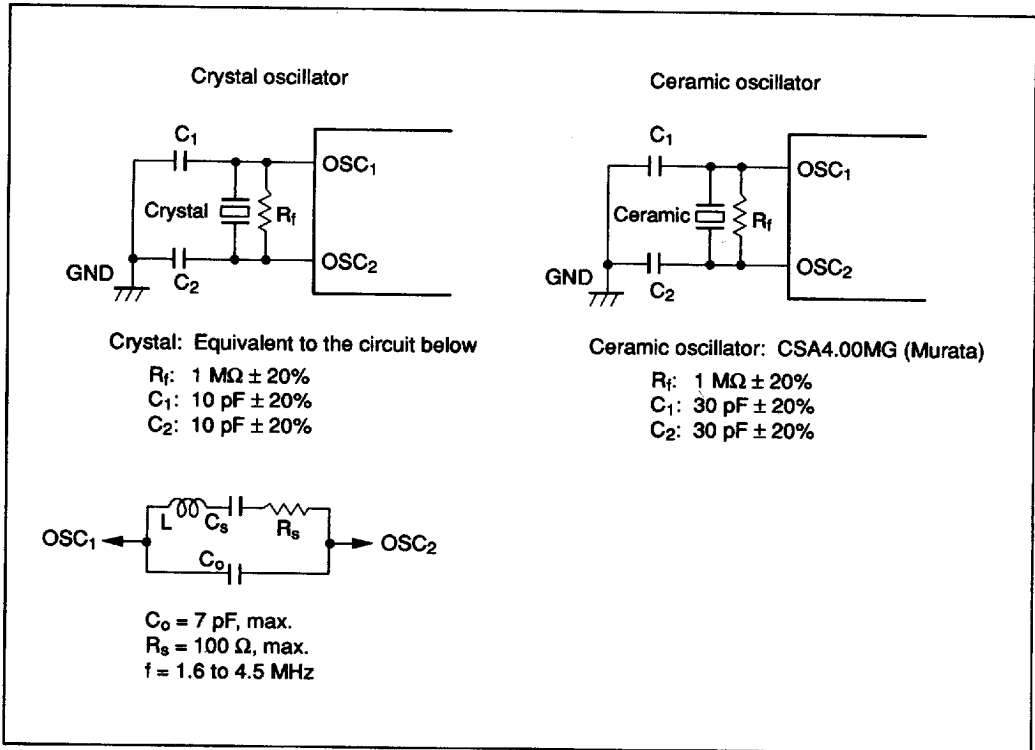 Crystal oscillator
C1
OSC1
Crystal
Rf
OSC2
GND
C2
Crystal: Equivalent to the circuit below
Rf: 1 MΩ ± 20%
C1: 10 pF ± 20%
C2: 10 pF ± 20%
L
Cs
Rs
OSC1
OSC2
Co
Co = 7 pF, max.
Rs = 100 Ω, max.
f = 1.6 to 4.5 MHz
Ceramic oscillator
C1
OSC1
Ceramic
Rf
OSC2
GND
C2
Ceramic oscillator: CSA4.00MG (Murata)
Rf: 1 MΩ ± 20%
C1: 30 pF ± 20%
C2: 30 pF ± 20%